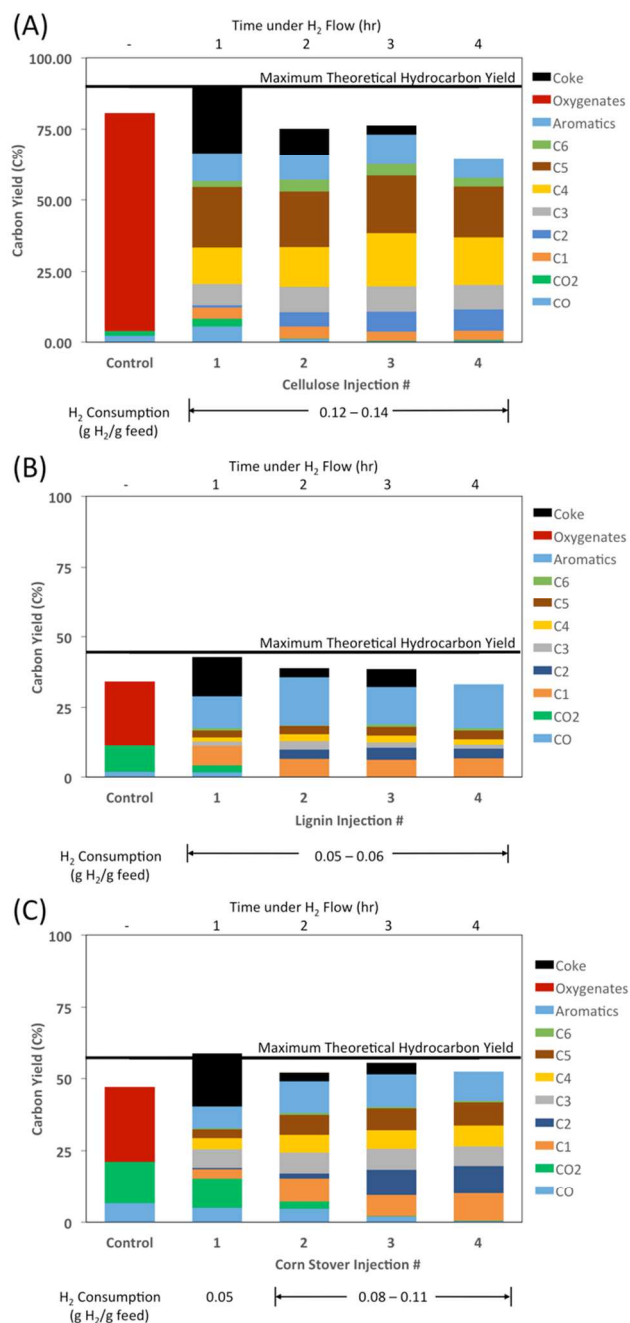 (A)
Time under H2 Flow (hr)
- 1 2 3 4
100.00
Maximum Theoretical Hydrocarbon Yield
75.00
50.00
25.00
0.00
Carbon Yield (C%)
Coke
Oxygenates
Aromatics
C6
C5
C4
C3
C2
C1
CO2
CO
Control 1 2 3 4
Cellulose Injection #
H2 Consumption
(g H2/g feed)
0.12 – 0.14
(B)
Time under H2 Flow (hr)
- 1 2 3 4
100
75
50
Maximum Theoretical Hydrocarbon Yield
25
0
Carbon Yield (C%)
Coke
Oxygenates
Aromatics
C6
C5
C4
C3
C2
C1
CO2
CO
Control 1 2 3 4
Lignin Injection #
H2 Consumption
(g H2/g feed)
0.05 – 0.06
(C)
Time under H2 Flow (hr)
- 1 2 3 4
100
75
Maximum Theoretical Hydrocarbon Yield
50
25
0
Carbon Yield (C%)
Coke
Oxygenates
Aromatics
C6
C5
C4
C3
C2
C1
CO2
CO
Control 1 2 3 4
Corn Stover Injection #
H2 Consumption
(g H2/g feed)
0.05 0.08 – 0.11